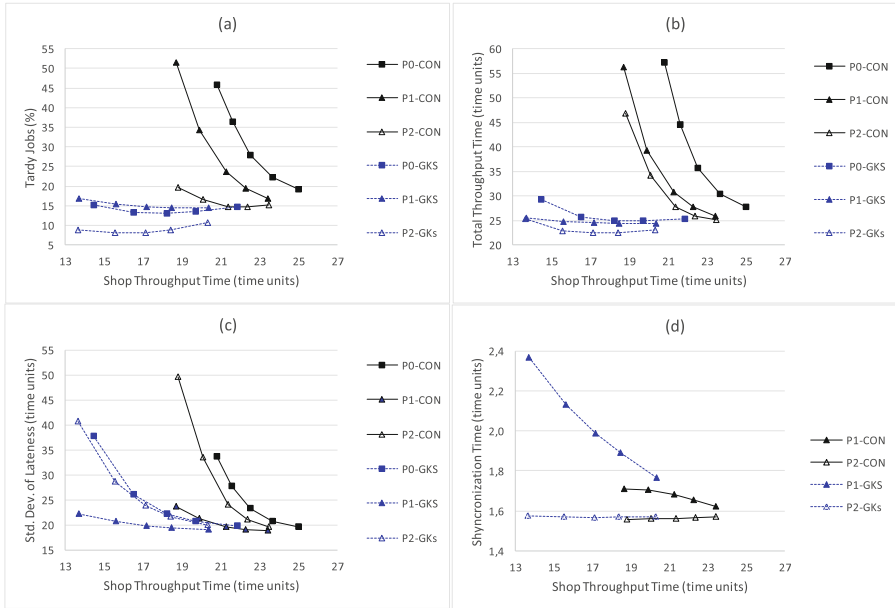 (a)
Tardy Jobs (%)
55
50
45
40
35
30
25
20
15
10
5
13 15 17 19 21 23 25 27
Shop Throughput Time (time units)
P0-CON
P1-CON
P2-CON
P0-GKS
P1-GKS
P2-GKs
(b)
Total Throughput Time (time units)
60
55
50
45
40
35
30
25
20
13 15 17 19 21 23 25 27
Shop Throughput Time (time units)
P0-CON
P1-CON
P2-CON
P0-GKS
P1-GKS
P2-GKs
(c)
Std. Dev. of Lateness (time units)
55
50
45
40
35
30
25
20
15
13 15 17 19 21 23 25 27
Shop Throughput Time (time units)
P0-CON
P1-CON
P2-CON
P0-GKS
P1-GKS
P2-GKs
(d)
Shyncronization Time (time units)
2,4
2,2
2,0
1,8
1,6
1,4
13 15 17 19 21 23 25 27
Shop Throughput Time (time units)
P1-CON
P2-CON
P1-GKS
P2-GKs